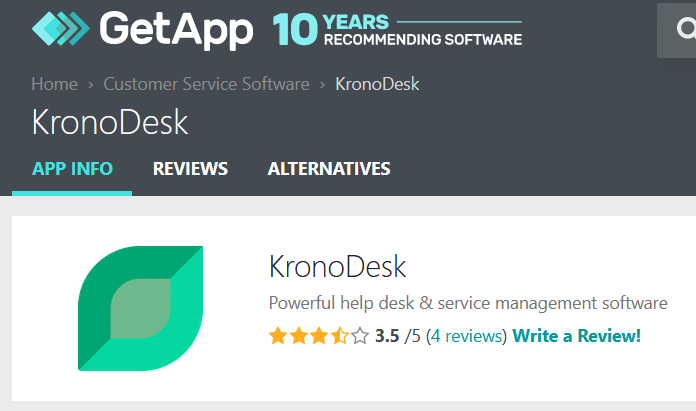 GetApp 10 YEARS RECOMMENDING SOFTWARE
Home › Customer Service Software › KronoDesk
KronoDesk
APP INFO REVIEWS ALTERNATIVES
KronoDesk
Powerful help desk & service management software
3.5 /5 (4 reviews) Write a Review!